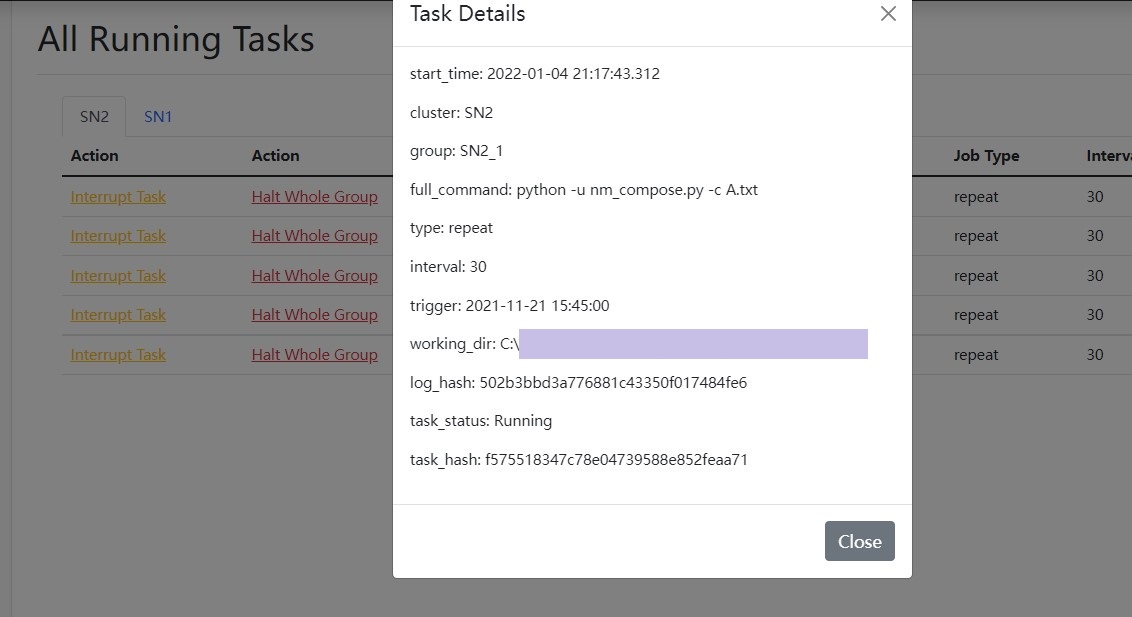 All Running Tasks
SN2 SN1
Action Action Job Type
Interrupt Task Halt Whole Group repeat 30
Interrupt Task Halt Whole Group repeat 30
Interrupt Task Halt Whole Group repeat 30
Interrupt Task Halt Whole Group repeat 30
Interrupt Task Halt Whole Group repeat 30
Task Details
start_time: 2022-01-04 21:17:43.312
cluster: SN2
group: SN2_1
full_command: python -u nm_compose.py -c A.txt
type: repeat
interval: 30
trigger: 2021-11-21 15:45:00
working_dir: C:\
log_hash: 502b3bbd3a776881c43350f017484fe6
task_status: Running
task_hash: f575518347c78e04739588e852feaa71
Close